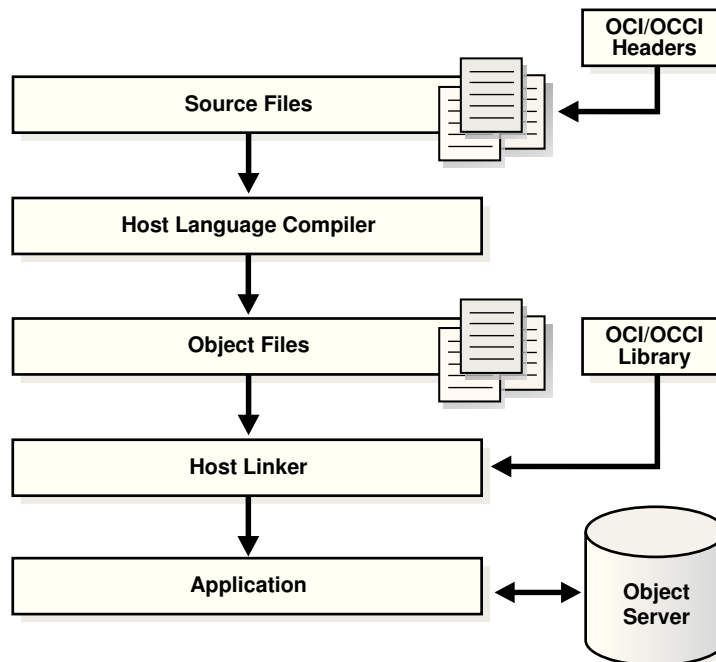 OCI/OCCI
Headers
Source Files
Host Language Compiler
Object Files
OCI/OCCI
Library
Host Linker
Application
Object
Server